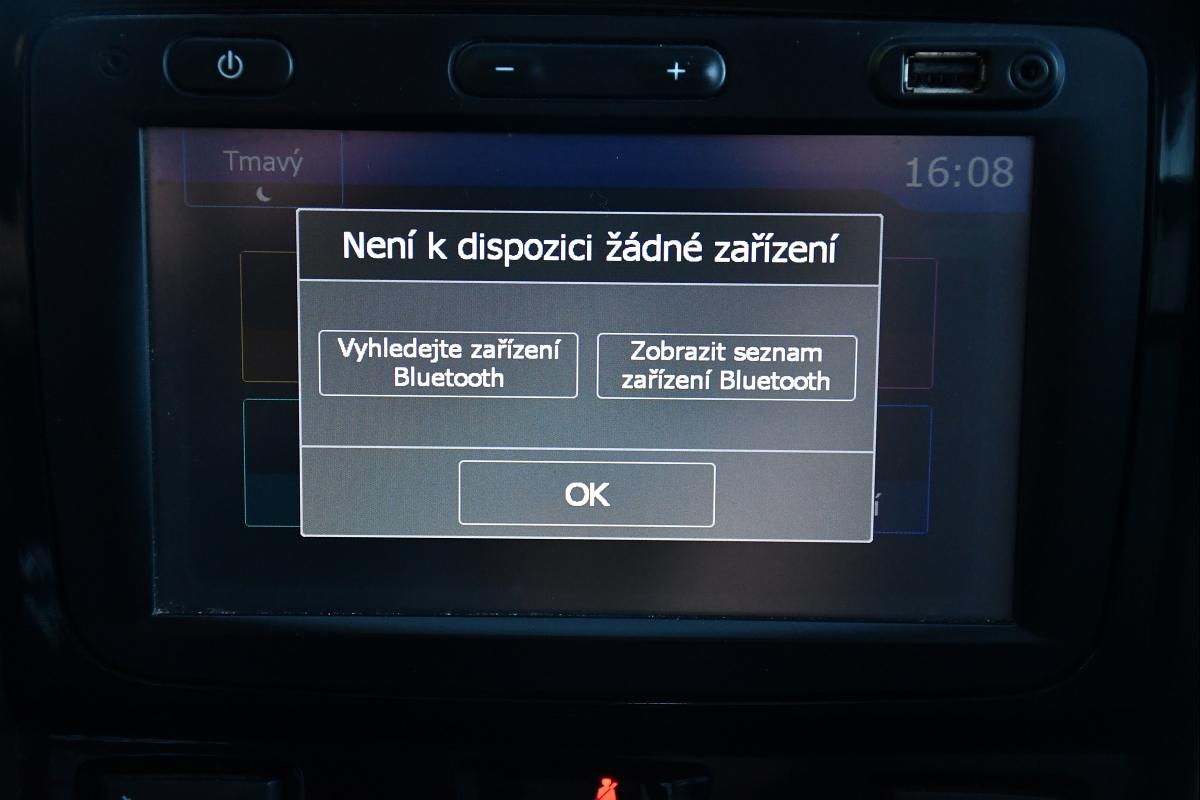 Tmavý
16:08
Není k dispozici žádné zařízení
Vyhledejte zařízení
Bluetooth
Zobrazit seznam
zařízení Bluetooth
OK